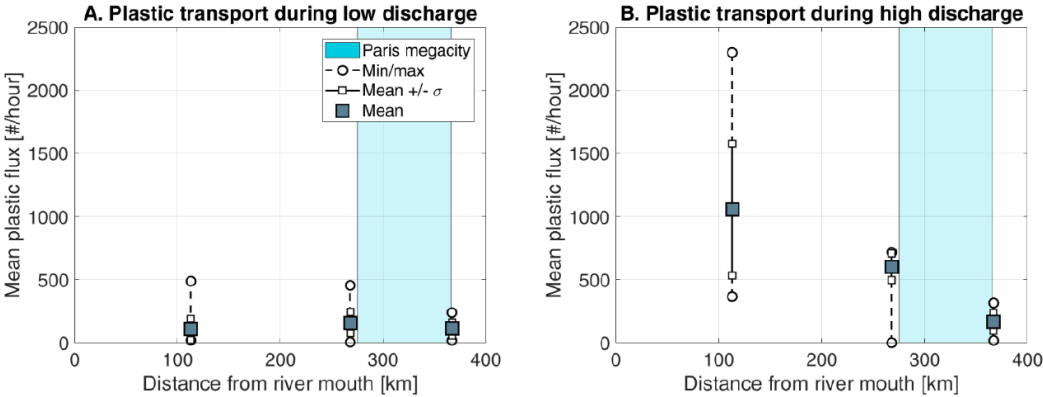 A. Plastic transport during low discharge
Mean plastic flux [#/hour]
2500
2000
1500
1000
500
0
Paris megacity
Min/max
Mean +/- σ
Mean
0 100 200 300 400
Distance from river mouth [km]
B. Plastic transport during high discharge
Mean plastic flux [#/hour]
2500
2000
1500
1000
500
0
0 100 200 300 400
Distance from river mouth [km]